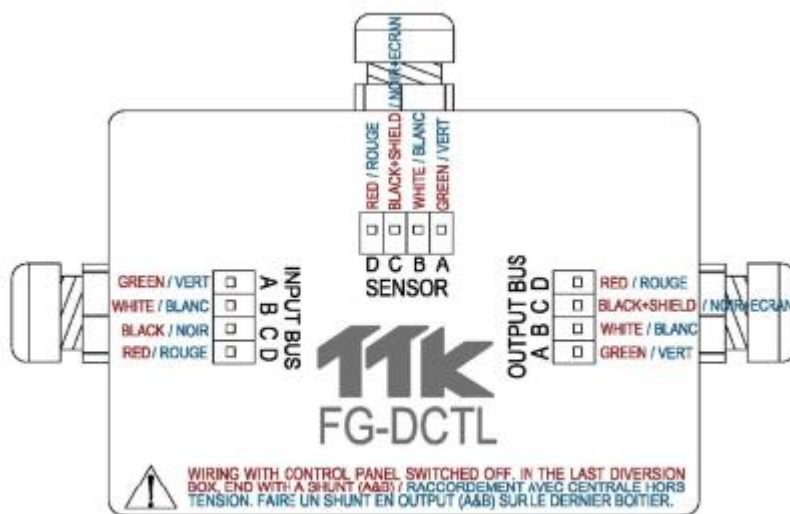 RED / ROUGE
BLACK+SHIELD / NOIR+ECRAN
WHITE / BLANC
GREEN / VERT
D C B A
SENSOR
GREEN / VERT
WHITE / BLANC
BLACK / NOIR
RED / ROUGE
A B C D
INPUT BUS
OUTPUT BUS
A B C D
RED / ROUGE
BLACK+SHIELD / NOIR+ECRAN
WHITE / BLANC
GREEN / VERT
TTK
FG-DCTL
WIRING WITH CONTROL PANEL SWITCHED OFF. IN THE LAST DIVERSION
BOX, END WITH A SHUNT (A&B) / RACCORDEMENT AVEC CENTRALE HORS
TENSION. FAIRE UN SHUNT EN OUTPUT (A&B) SUR LE DERNIER BOITIER.